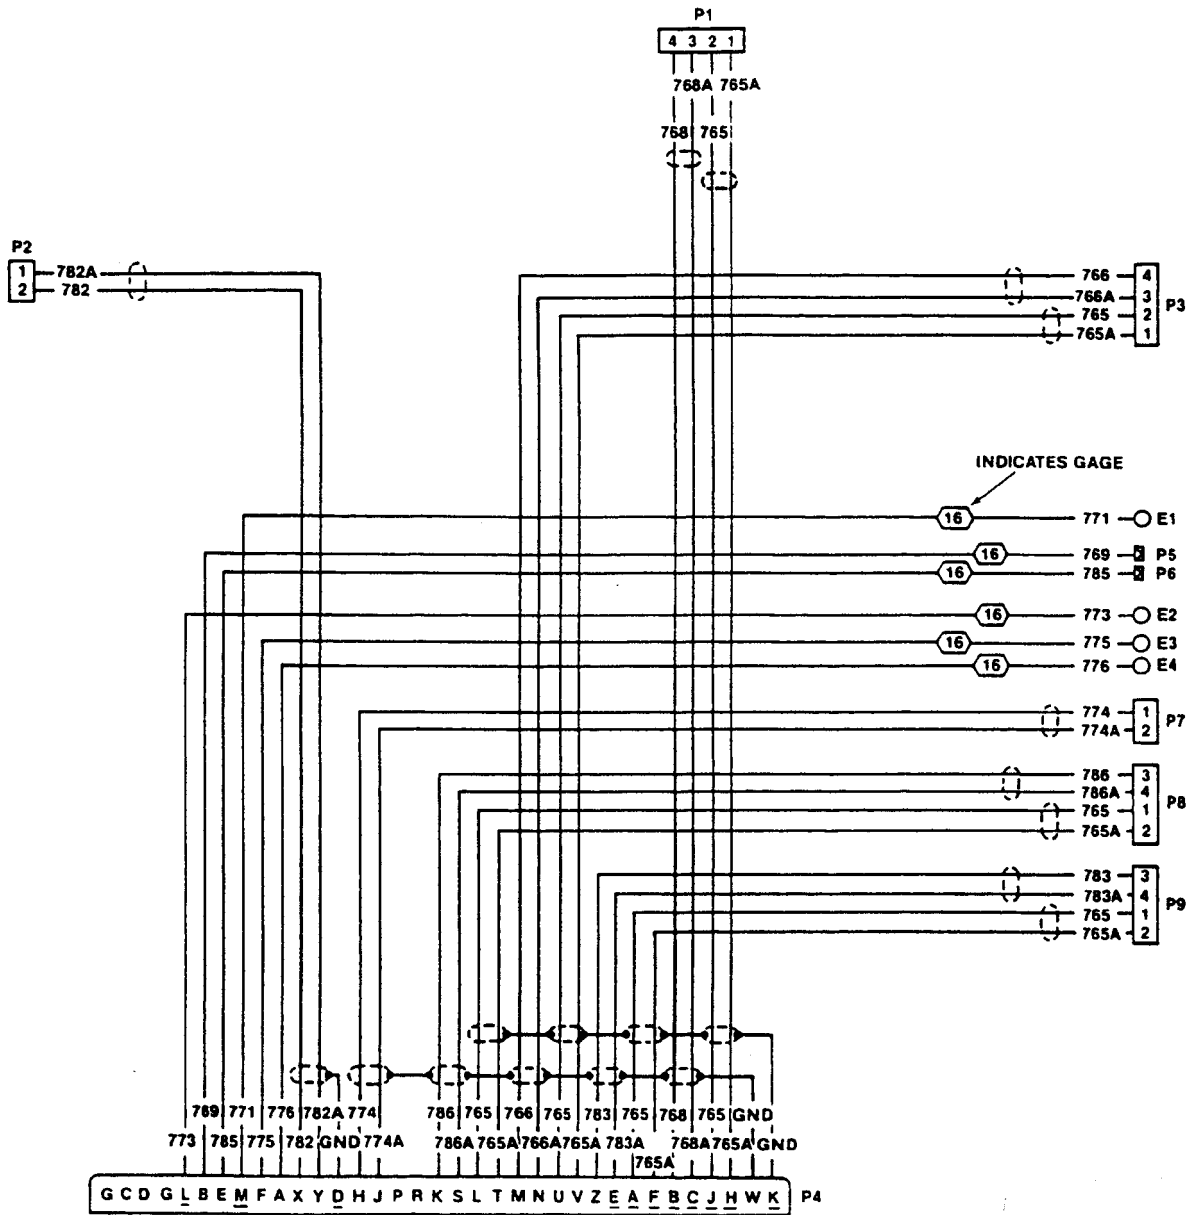 P1
4 3 2 1
768A 765A
768 765
P2
1 782A
2 782
766 4
766A 3
P3
765 2
765A 1
INDICATES GAGE
16 771 E1
16 769 P5
16 785 P6
16 773 E2
16 775 E3
16 776 E4
774 1
P7
774A 2
786 3
786A 4
P8
765 1
765A 2
783 3
783A 4
P9
765 1
765A 2
769 771 776 782A 774 786 765 766 765 783 765 768 765 GND
773 785 775 782 GND 774A 786A 765A 766A 765A 783A 768A 765A GND
765A
G C D G L B E M F A X Y D H J P R K S L T M N U V Z E A F B C J H W K P4